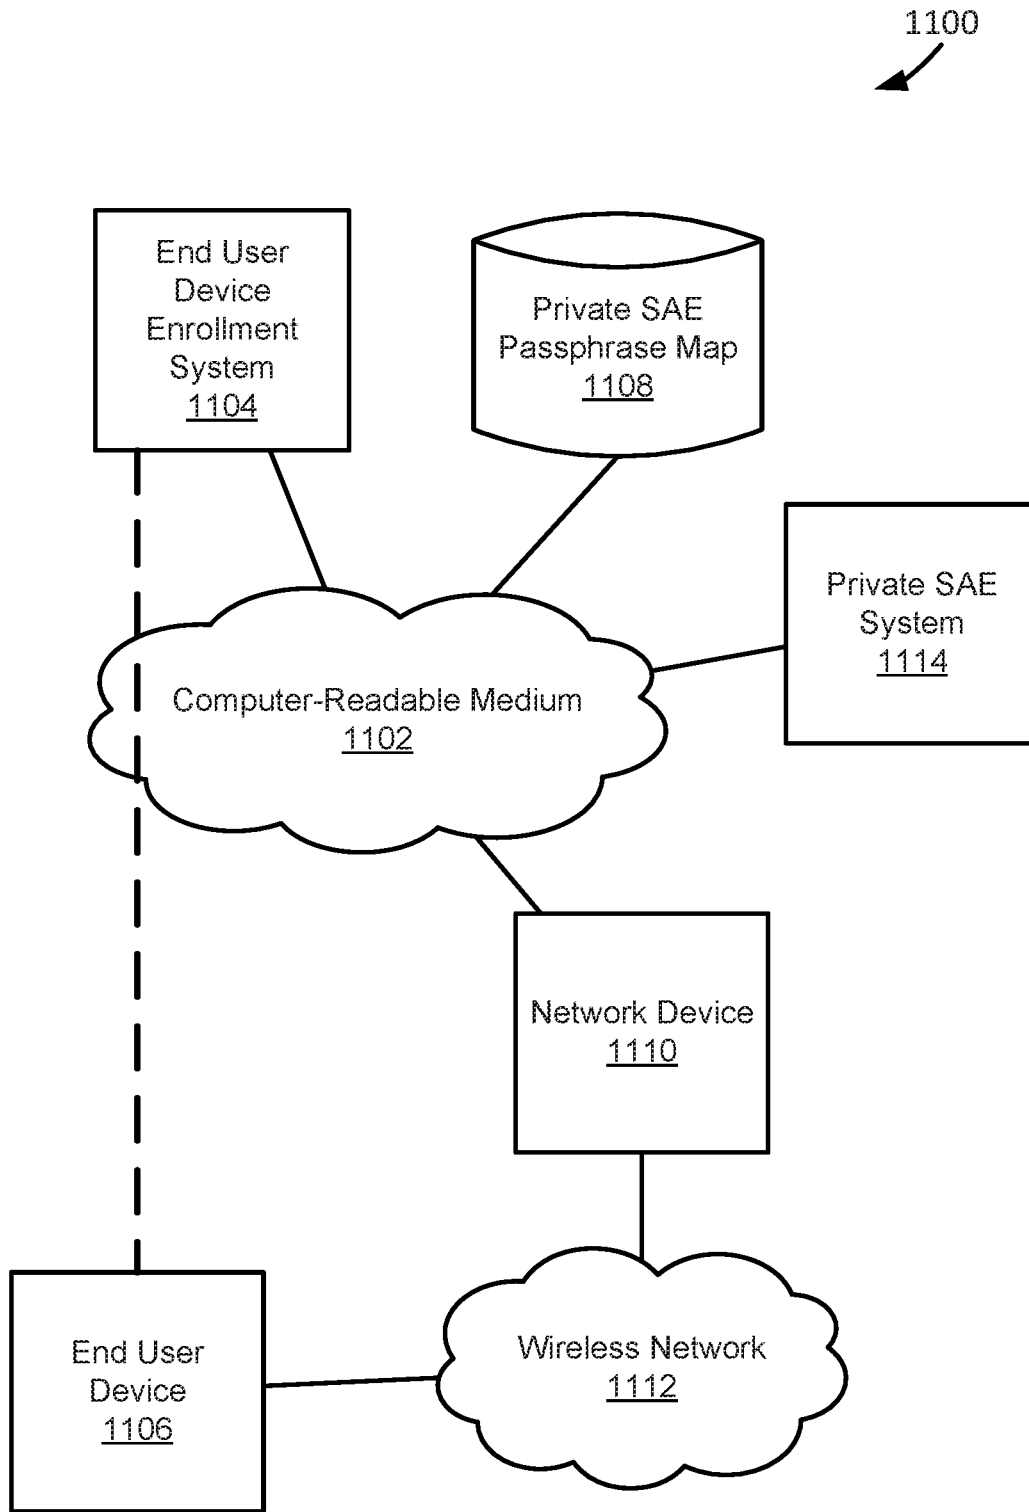 1100
End User
Device
Enrollment
System
1104
Private SAE
Passphrase Map
1108
Private SAE
System
1114
Computer-Readable Medium
1102
Network Device
1110
End User
Device
1106
Wireless Network
1112